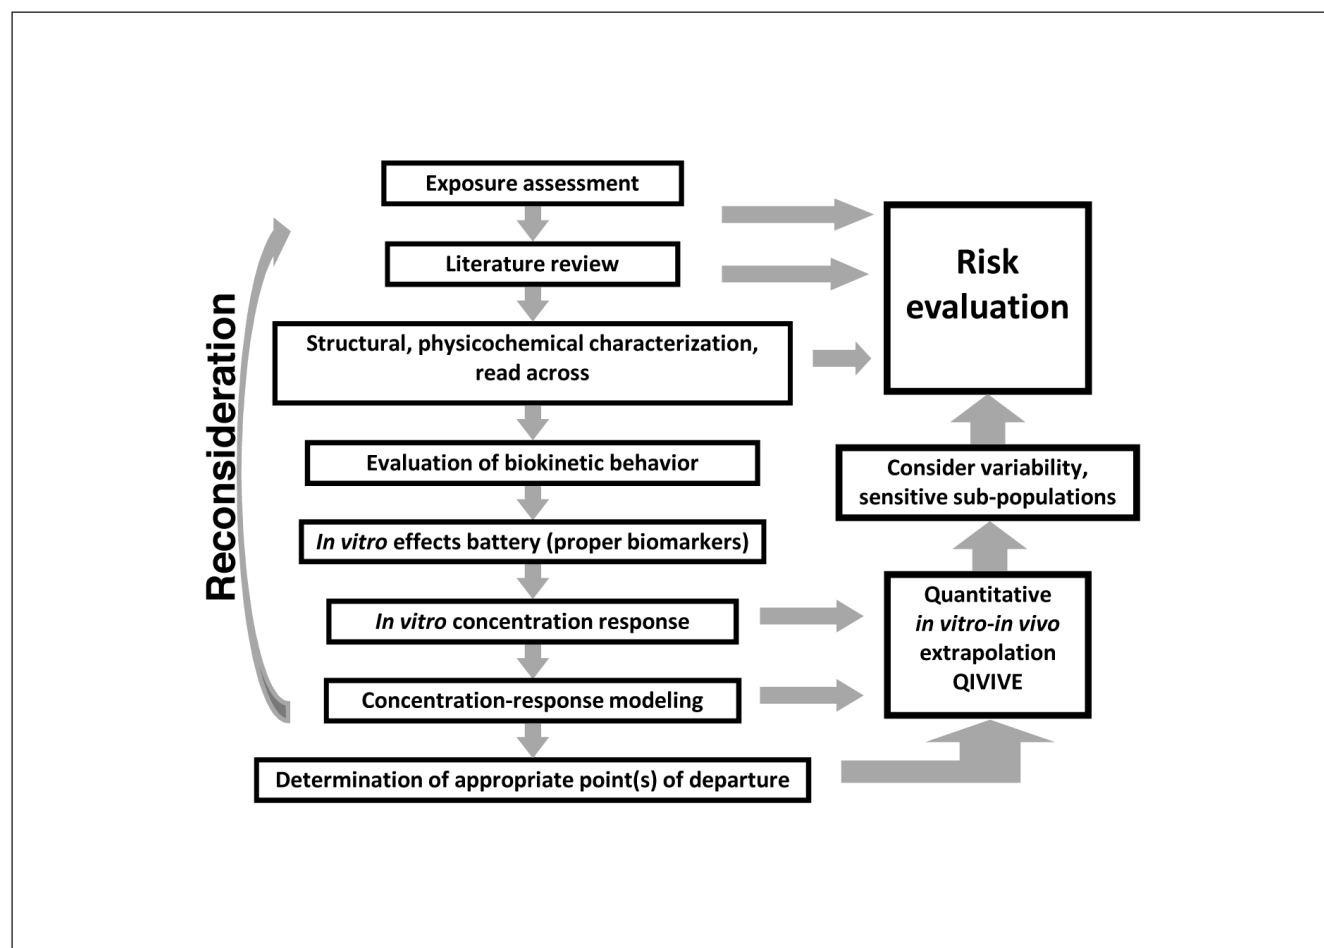 Exposure assessment
Literature review
Structural, physicochemical characterization,
read across
Evaluation of biokinetic behavior
In vitro effects battery (proper biomarkers)
In vitro concentration response
Concentration-response modeling
Determination of appropriate point(s) of departure
Reconsideration
Risk
evaluation
Consider variability,
sensitive sub-populations
Quantitative
in vitro-in vivo
extrapolation
QIVIVE